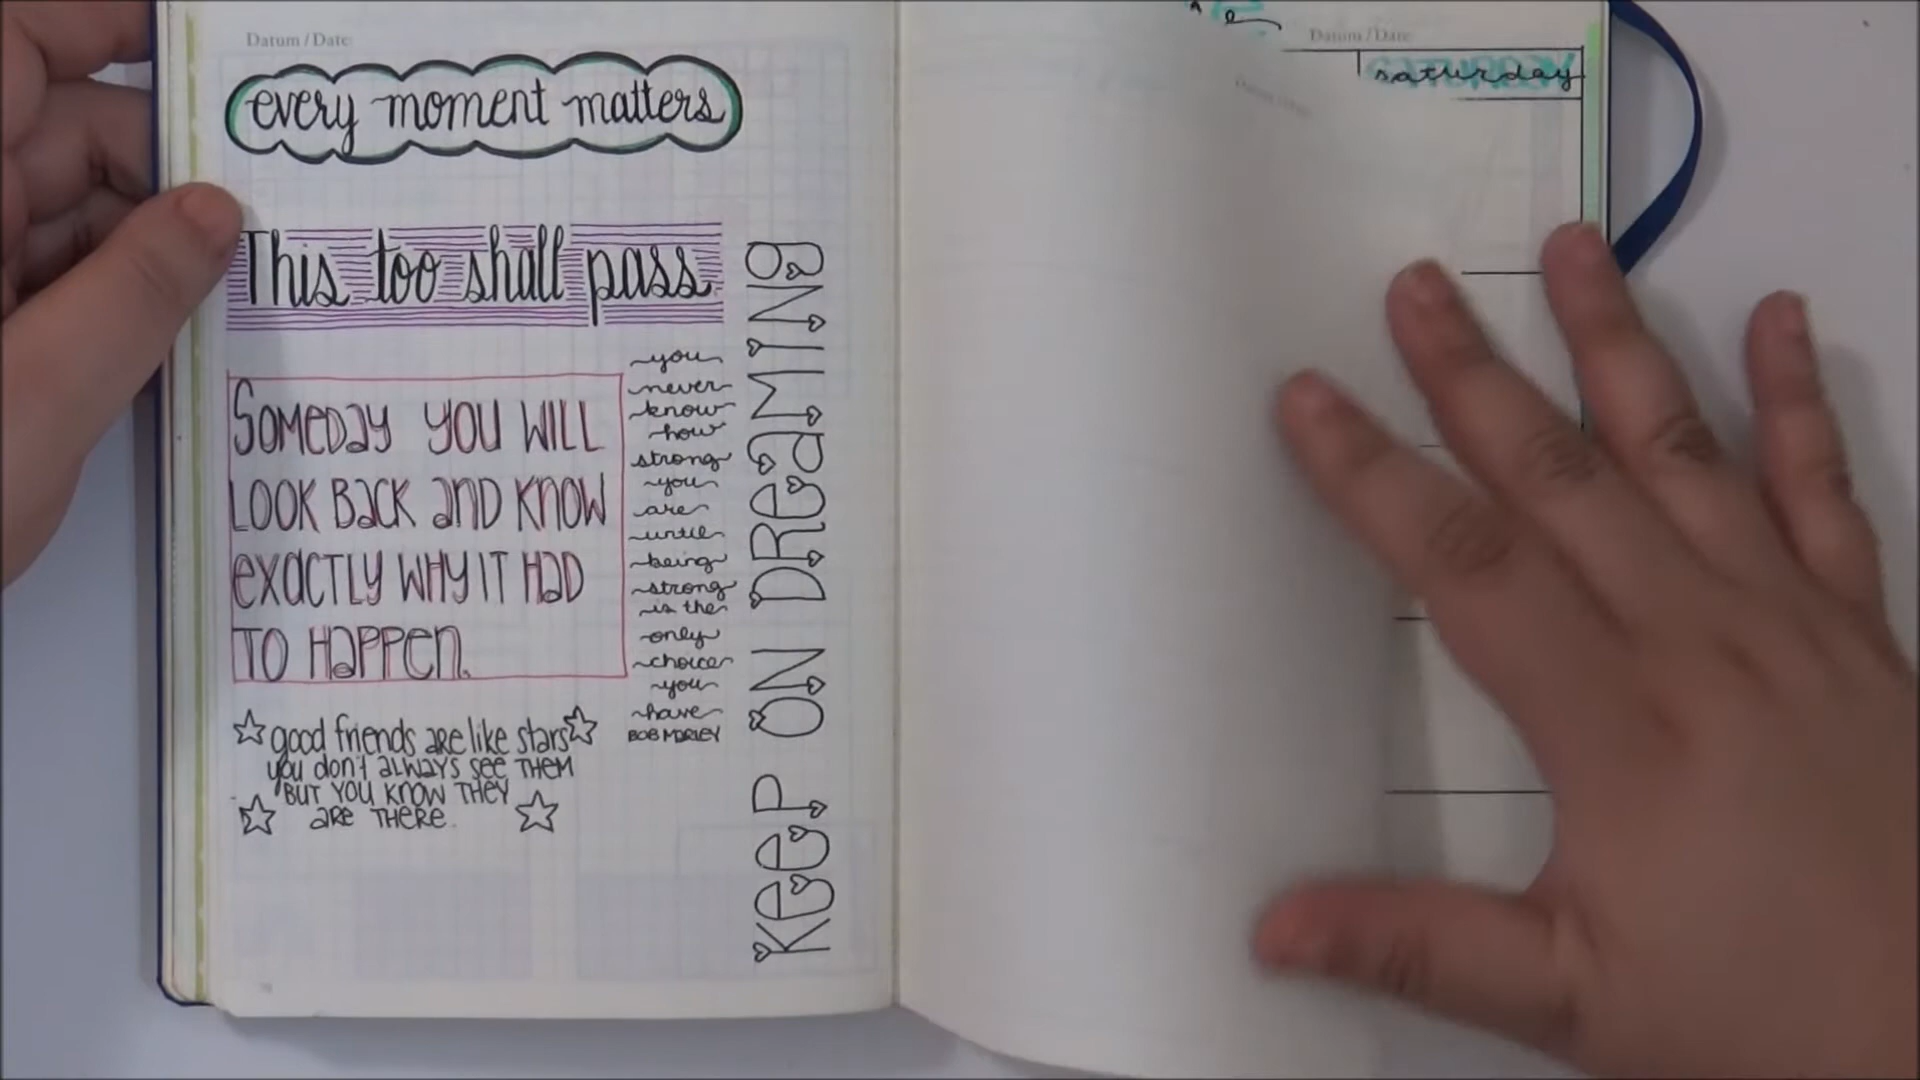 Datum / Date
every moment matters
This too shall pass.
SOMEDAY YOU WILL
LOOK BACK AND KNOW
EXACTLY WHY IT HAD
TO HAPPEN.
good friends are like stars
you don't ALWAYS SEE THEM
BUT YOU KNOW THEY
ARE THERE.
you
never
know
how
strong
you
are
until
being
strong
is the
only
choice
you
have
BOB MARLEY
KEEP ON DREAMING
Datum / Date
saturday